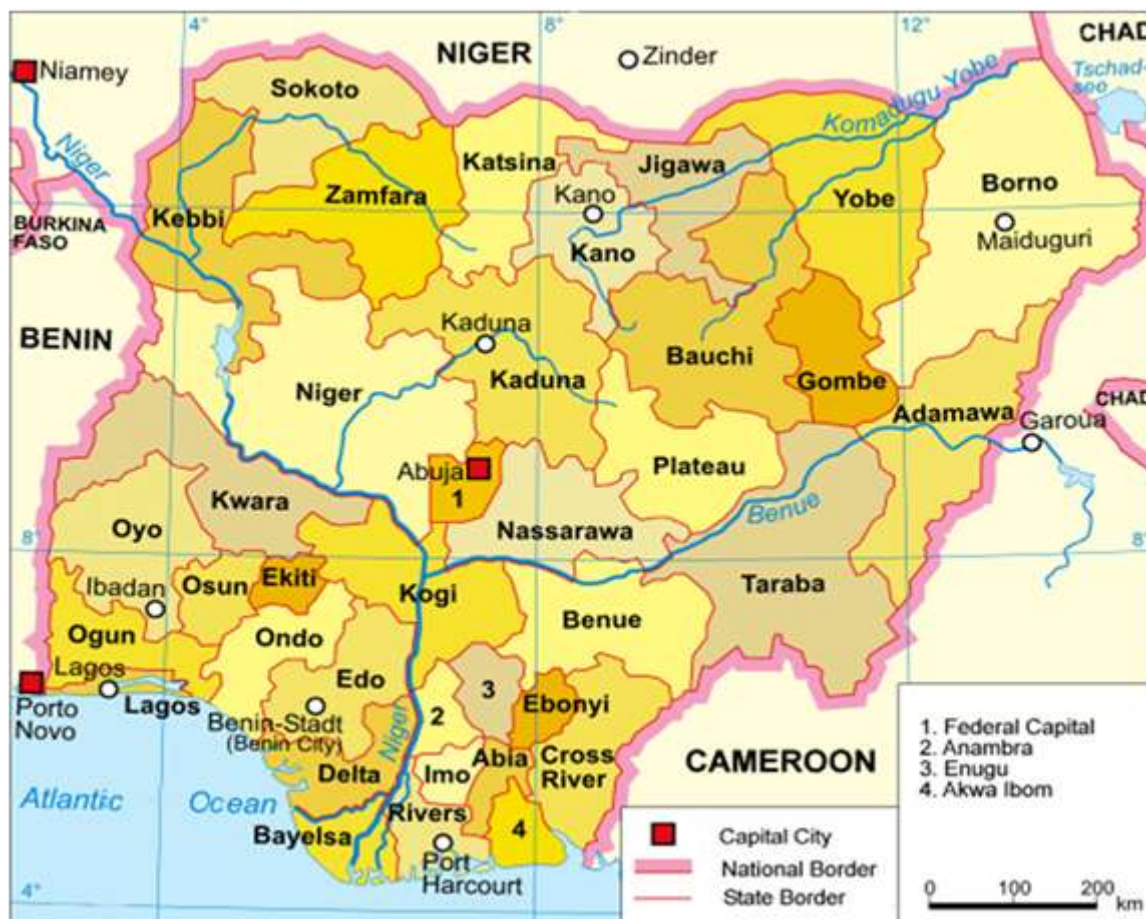 4°
8°
12°
NIGER
CHAD
Niamey
Zinder
Tschad-
see
Sokoto
Komadugu Yobe
Niger
Katsina
Jigawa
Zamfara
Kano
Yobe
Borno
BURKINA
FASO
Kebbi
Kano
Maiduguri
BENIN
Kaduna
Bauchi
Niger
Kaduna
Gombe
CHAD
Adamawa
Garoua
Abuja
Plateau
1
Kwara
Benue
Nassarawa
Oyo
8°
8°
Ibadan
Osun
Ekiti
Kogi
Taraba
Benue
Ogun
Ondo
Lagos
Edo
3
Porto
Novo
Lagos
Benin-Stadt
(Benin City)
2
Ebonyi
Niger
Abia
Cross
River
CAMEROON
Delta
Imo
Atlantic
Ocean
Rivers
4
Bayelsa
Port
Harcourt
4°
1. Federal Capital
2. Anambra
3. Enugu
4. Akwa Ibom
Capital City
National Border
State Border
0 100 200
km